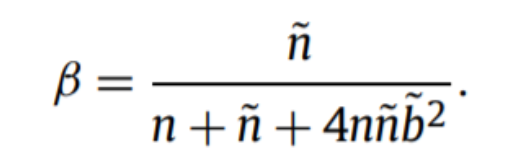 β = ñ / (n + ñ + 4nñb̃²).